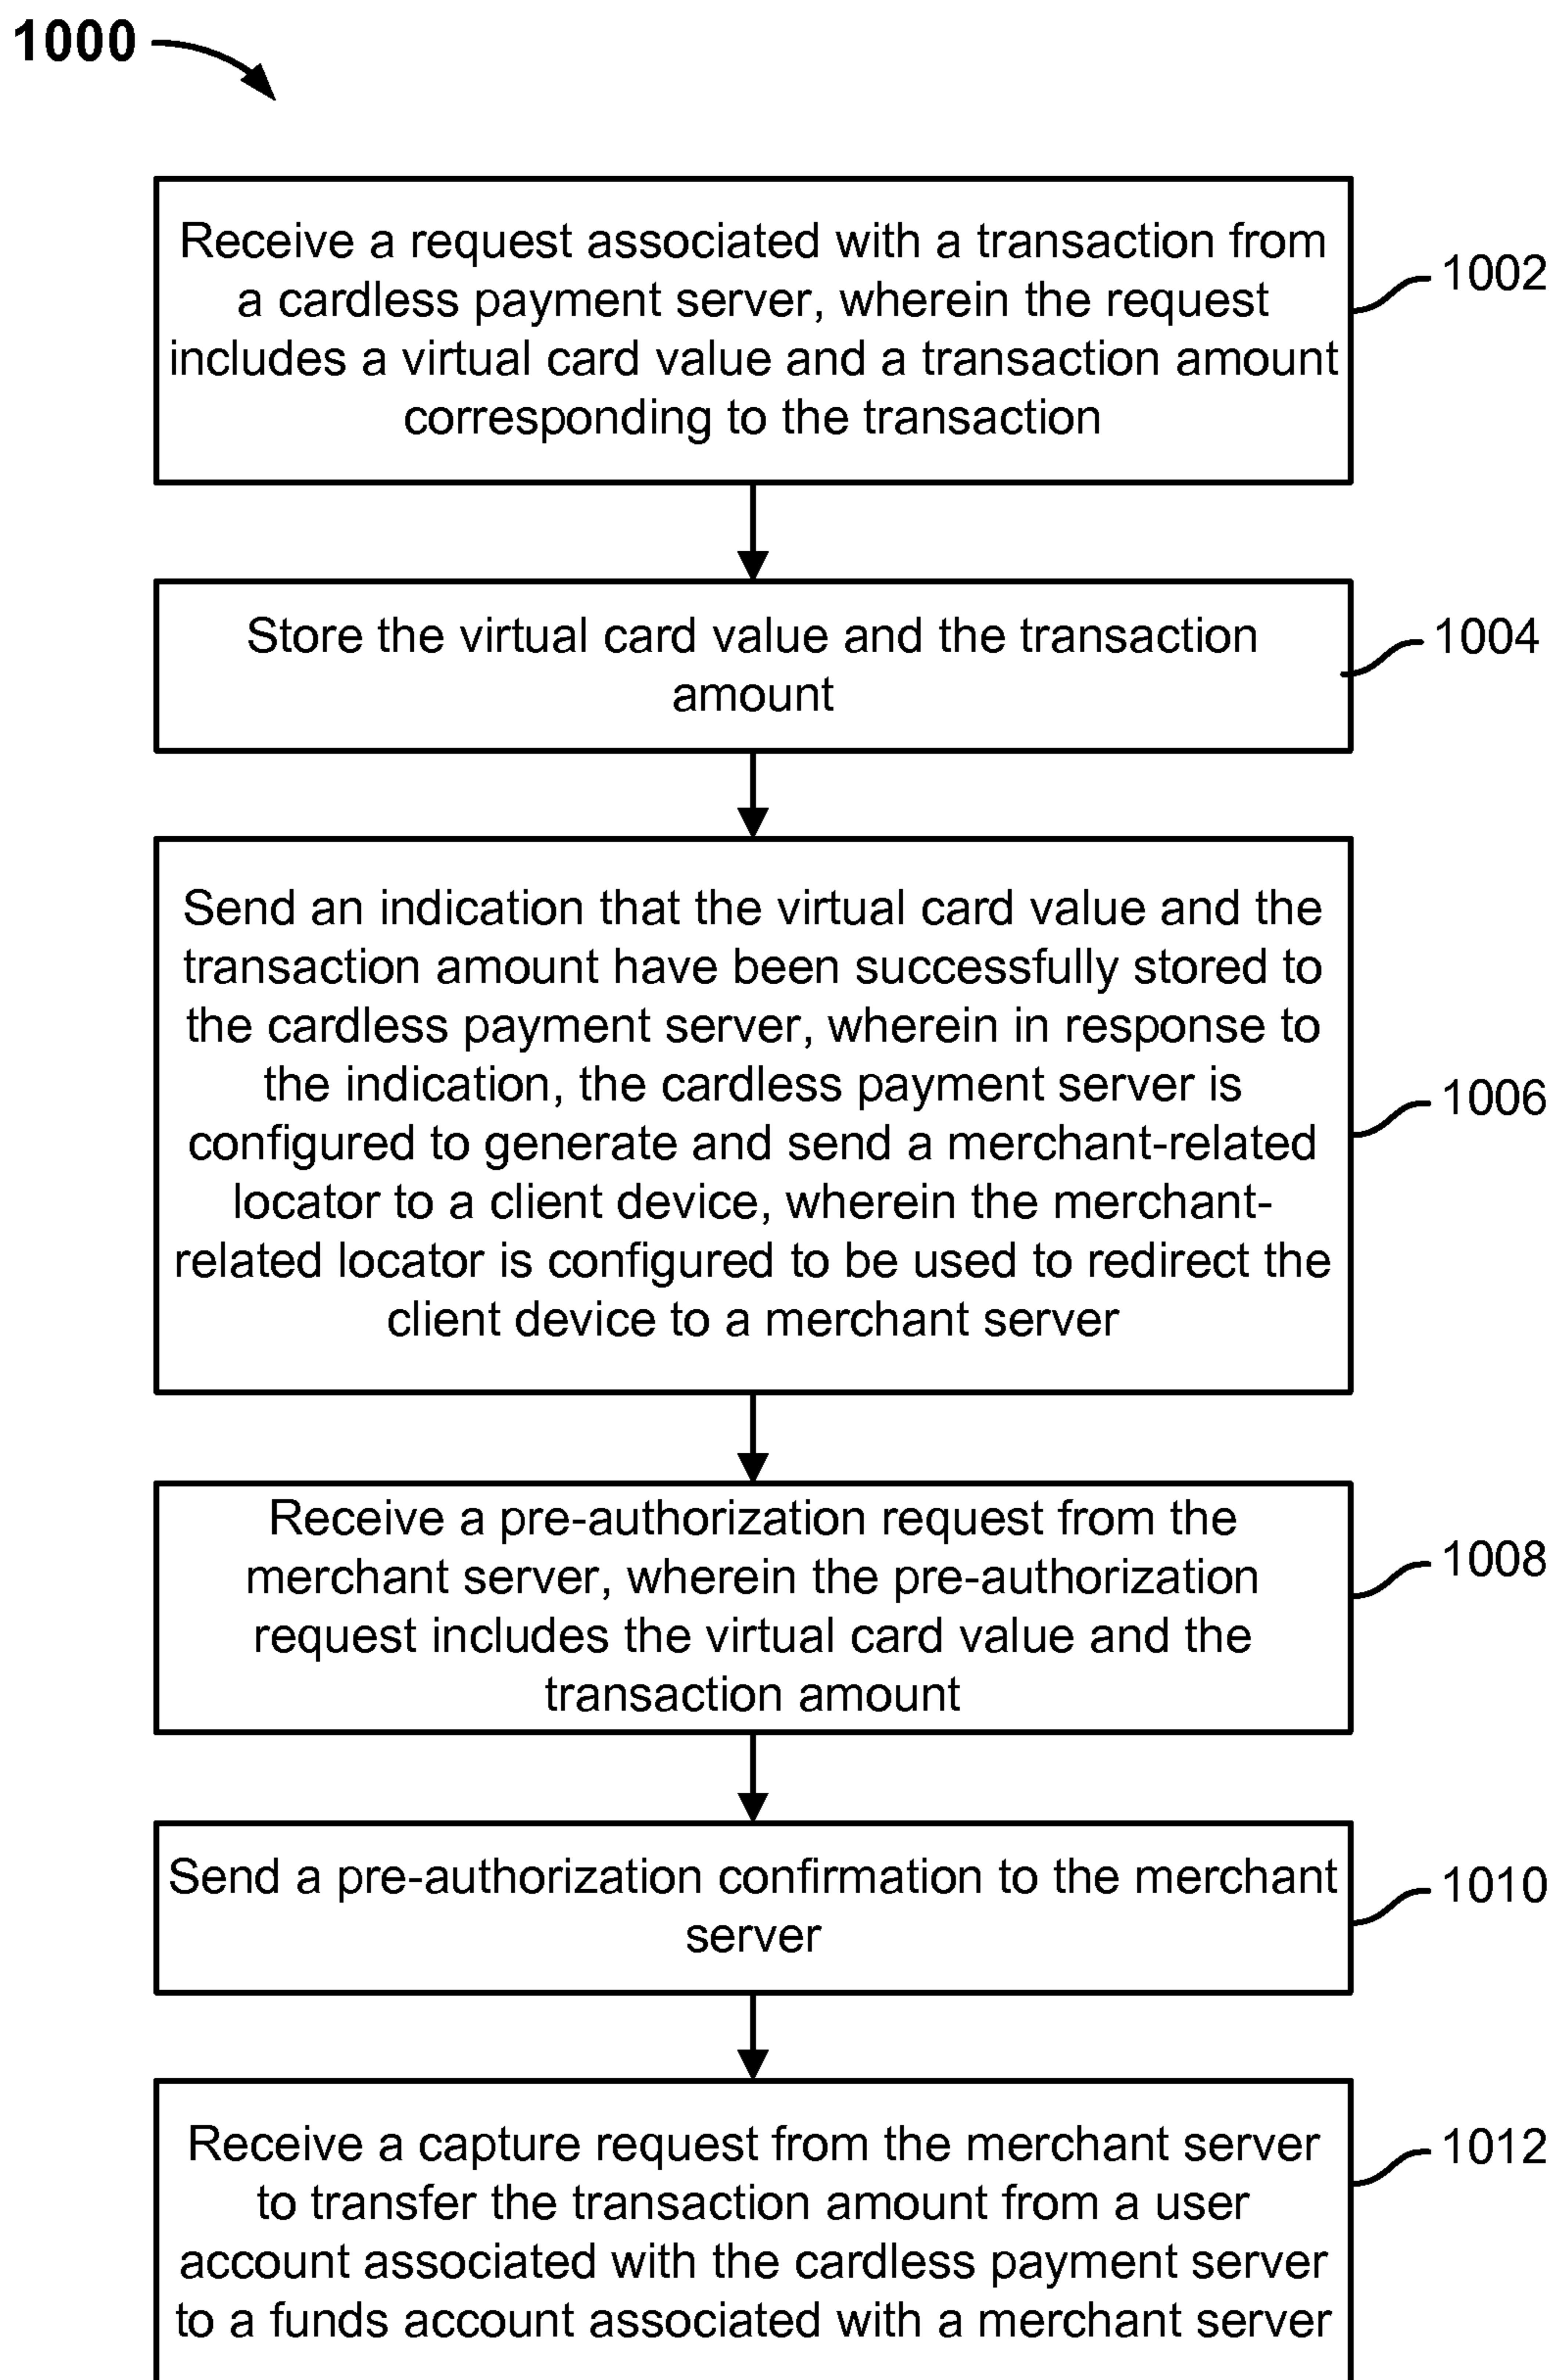 1000
Receive a request associated with a transaction from
a cardless payment server, wherein the request
includes a virtual card value and a transaction amount
corresponding to the transaction
1002
Store the virtual card value and the transaction
amount
1004
Send an indication that the virtual card value and the
transaction amount have been successfully stored to
the cardless payment server, wherein in response to
the indication, the cardless payment server is
configured to generate and send a merchant-related
locator to a client device, wherein the merchant-
related locator is configured to be used to redirect the
client device to a merchant server
1006
Receive a pre-authorization request from the
merchant server, wherein the pre-authorization
request includes the virtual card value and the
transaction amount
1008
Send a pre-authorization confirmation to the merchant
server
1010
Receive a capture request from the merchant server
to transfer the transaction amount from a user
account associated with the cardless payment server
to a funds account associated with a merchant server
1012